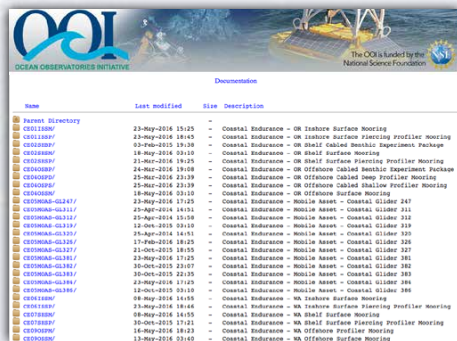 OOI
OCEAN OBSERVATORIES INITIATIVE
The OOI is funded by the
National Science Foundation
NSF
Documentation
Name Last modified Size Description
Parent Directory -
CE01ISSM/ 23-May-2016 15:25 - Coastal Endurance - OR Inshore Surface Mooring
CE01ISSP/ 23-May-2016 18:45 - Coastal Endurance - OR Inshore Surface Piercing Profiler Mooring
CE02SHBP/ 03-Feb-2015 19:38 - Coastal Endurance - OR Shelf Cabled Benthic Experiment Package
CE02SHSM/ 18-May-2016 03:10 - Coastal Endurance - OR Shelf Surface Mooring
CE02SHSP/ 21-Mar-2016 19:25 - Coastal Endurance - OR Shelf Surface Piercing Profiler Mooring
CE04OSBP/ 24-Mar-2016 19:08 - Coastal Endurance - OR Offshore Cabled Benthic Experiment Package
CE04OSPD/ 25-Mar-2016 23:39 - Coastal Endurance - OR Offshore Cabled Deep Profiler Mooring
CE04OSPS/ 25-Mar-2016 23:39 - Coastal Endurance - OR Offshore Cabled Shallow Profiler Mooring
CE04OSSM/ 18-May-2016 03:10 - Coastal Endurance - OR Offshore Surface Mooring
CE05MOAS-GL247/ 23-May-2016 17:25 - Coastal Endurance - Mobile Asset - Coastal Glider 247
CE05MOAS-GL311/ 25-Apr-2014 14:51 - Coastal Endurance - Mobile Asset - Coastal Glider 311
CE05MOAS-GL312/ 25-Apr-2014 15:58 - Coastal Endurance - Mobile Asset - Coastal Glider 312
CE05MOAS-GL319/ 12-Oct-2015 03:10 - Coastal Endurance - Mobile Asset - Coastal Glider 319
CE05MOAS-GL320/ 25-Apr-2014 14:51 - Coastal Endurance - Mobile Asset - Coastal Glider 320
CE05MOAS-GL326/ 17-Feb-2016 18:25 - Coastal Endurance - Mobile Asset - Coastal Glider 326
CE05MOAS-GL327/ 21-Oct-2015 18:55 - Coastal Endurance - Mobile Asset - Coastal Glider 327
CE05MOAS-GL381/ 23-May-2016 17:25 - Coastal Endurance - Mobile Asset - Coastal Glider 381
CE05MOAS-GL382/ 30-Oct-2015 23:07 - Coastal Endurance - Mobile Asset - Coastal Glider 382
CE05MOAS-GL383/ 30-Oct-2015 22:35 - Coastal Endurance - Mobile Asset - Coastal Glider 383
CE05MOAS-GL384/ 23-May-2016 17:25 - Coastal Endurance - Mobile Asset - Coastal Glider 384
CE05MOAS-GL386/ 12-Oct-2015 03:10 - Coastal Endurance - Mobile Asset - Coastal Glider 386
CE06ISSM/ 08-May-2016 14:55 - Coastal Endurance - WA Inshore Surface Mooring
CE06ISSP/ 23-May-2016 18:46 - Coastal Endurance - WA Inshore Surface Piercing Profiler Mooring
CE07SHSM/ 08-May-2016 14:55 - Coastal Endurance - WA Shelf Surface Mooring
CE07SHSP/ 30-Oct-2015 17:21 - Coastal Endurance - WA Shelf Surface Piercing Profiler Mooring
CE09OSPM/ 18-May-2016 18:23 - Coastal Endurance - WA Offshore Profiler Mooring
CE09OSSM/ 13-May-2016 03:40 - Coastal Endurance - WA Offshore Surface Mooring